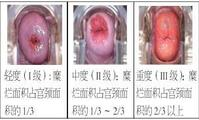 轻度（I级）：糜
烂面积占宫颈面
积的1/3
中度（II级）：糜
烂面积占宫颈面
积的1/3～2/3
重度（III级）：糜
烂面积占宫颈面积的
2/3以上